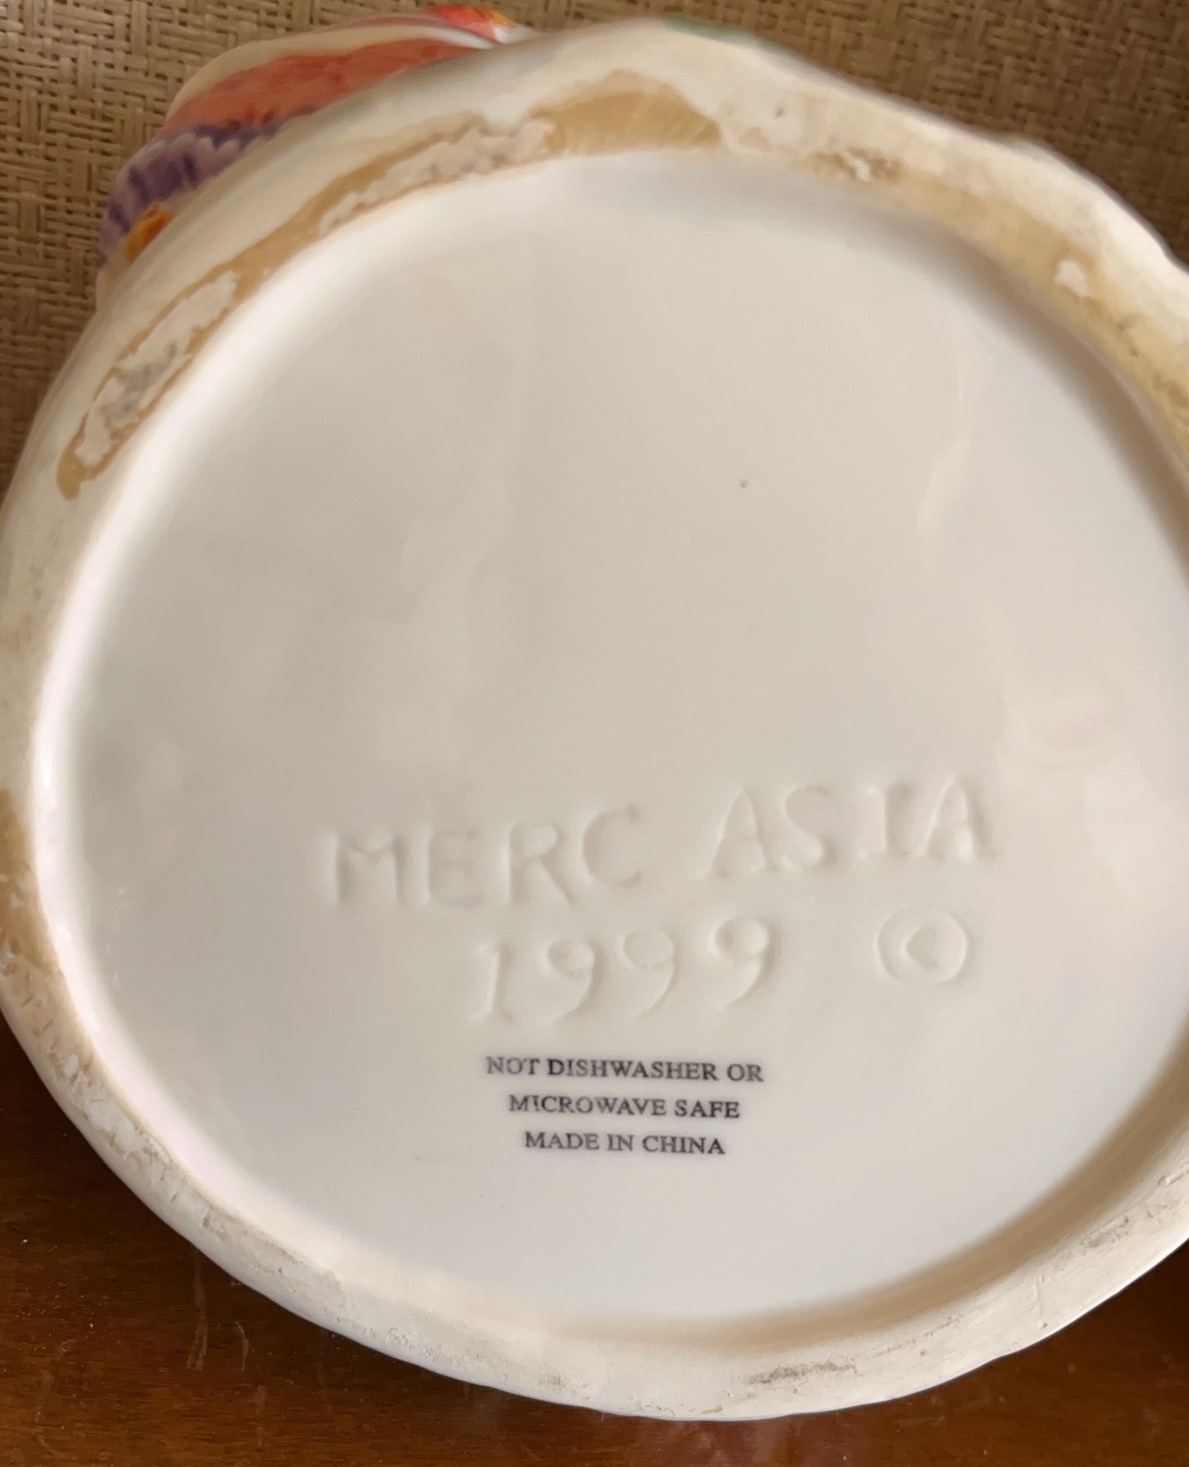 MERC ASIA
1999 ©
NOT DISHWASHER OR
MICROWAVE SAFE
MADE IN CHINA